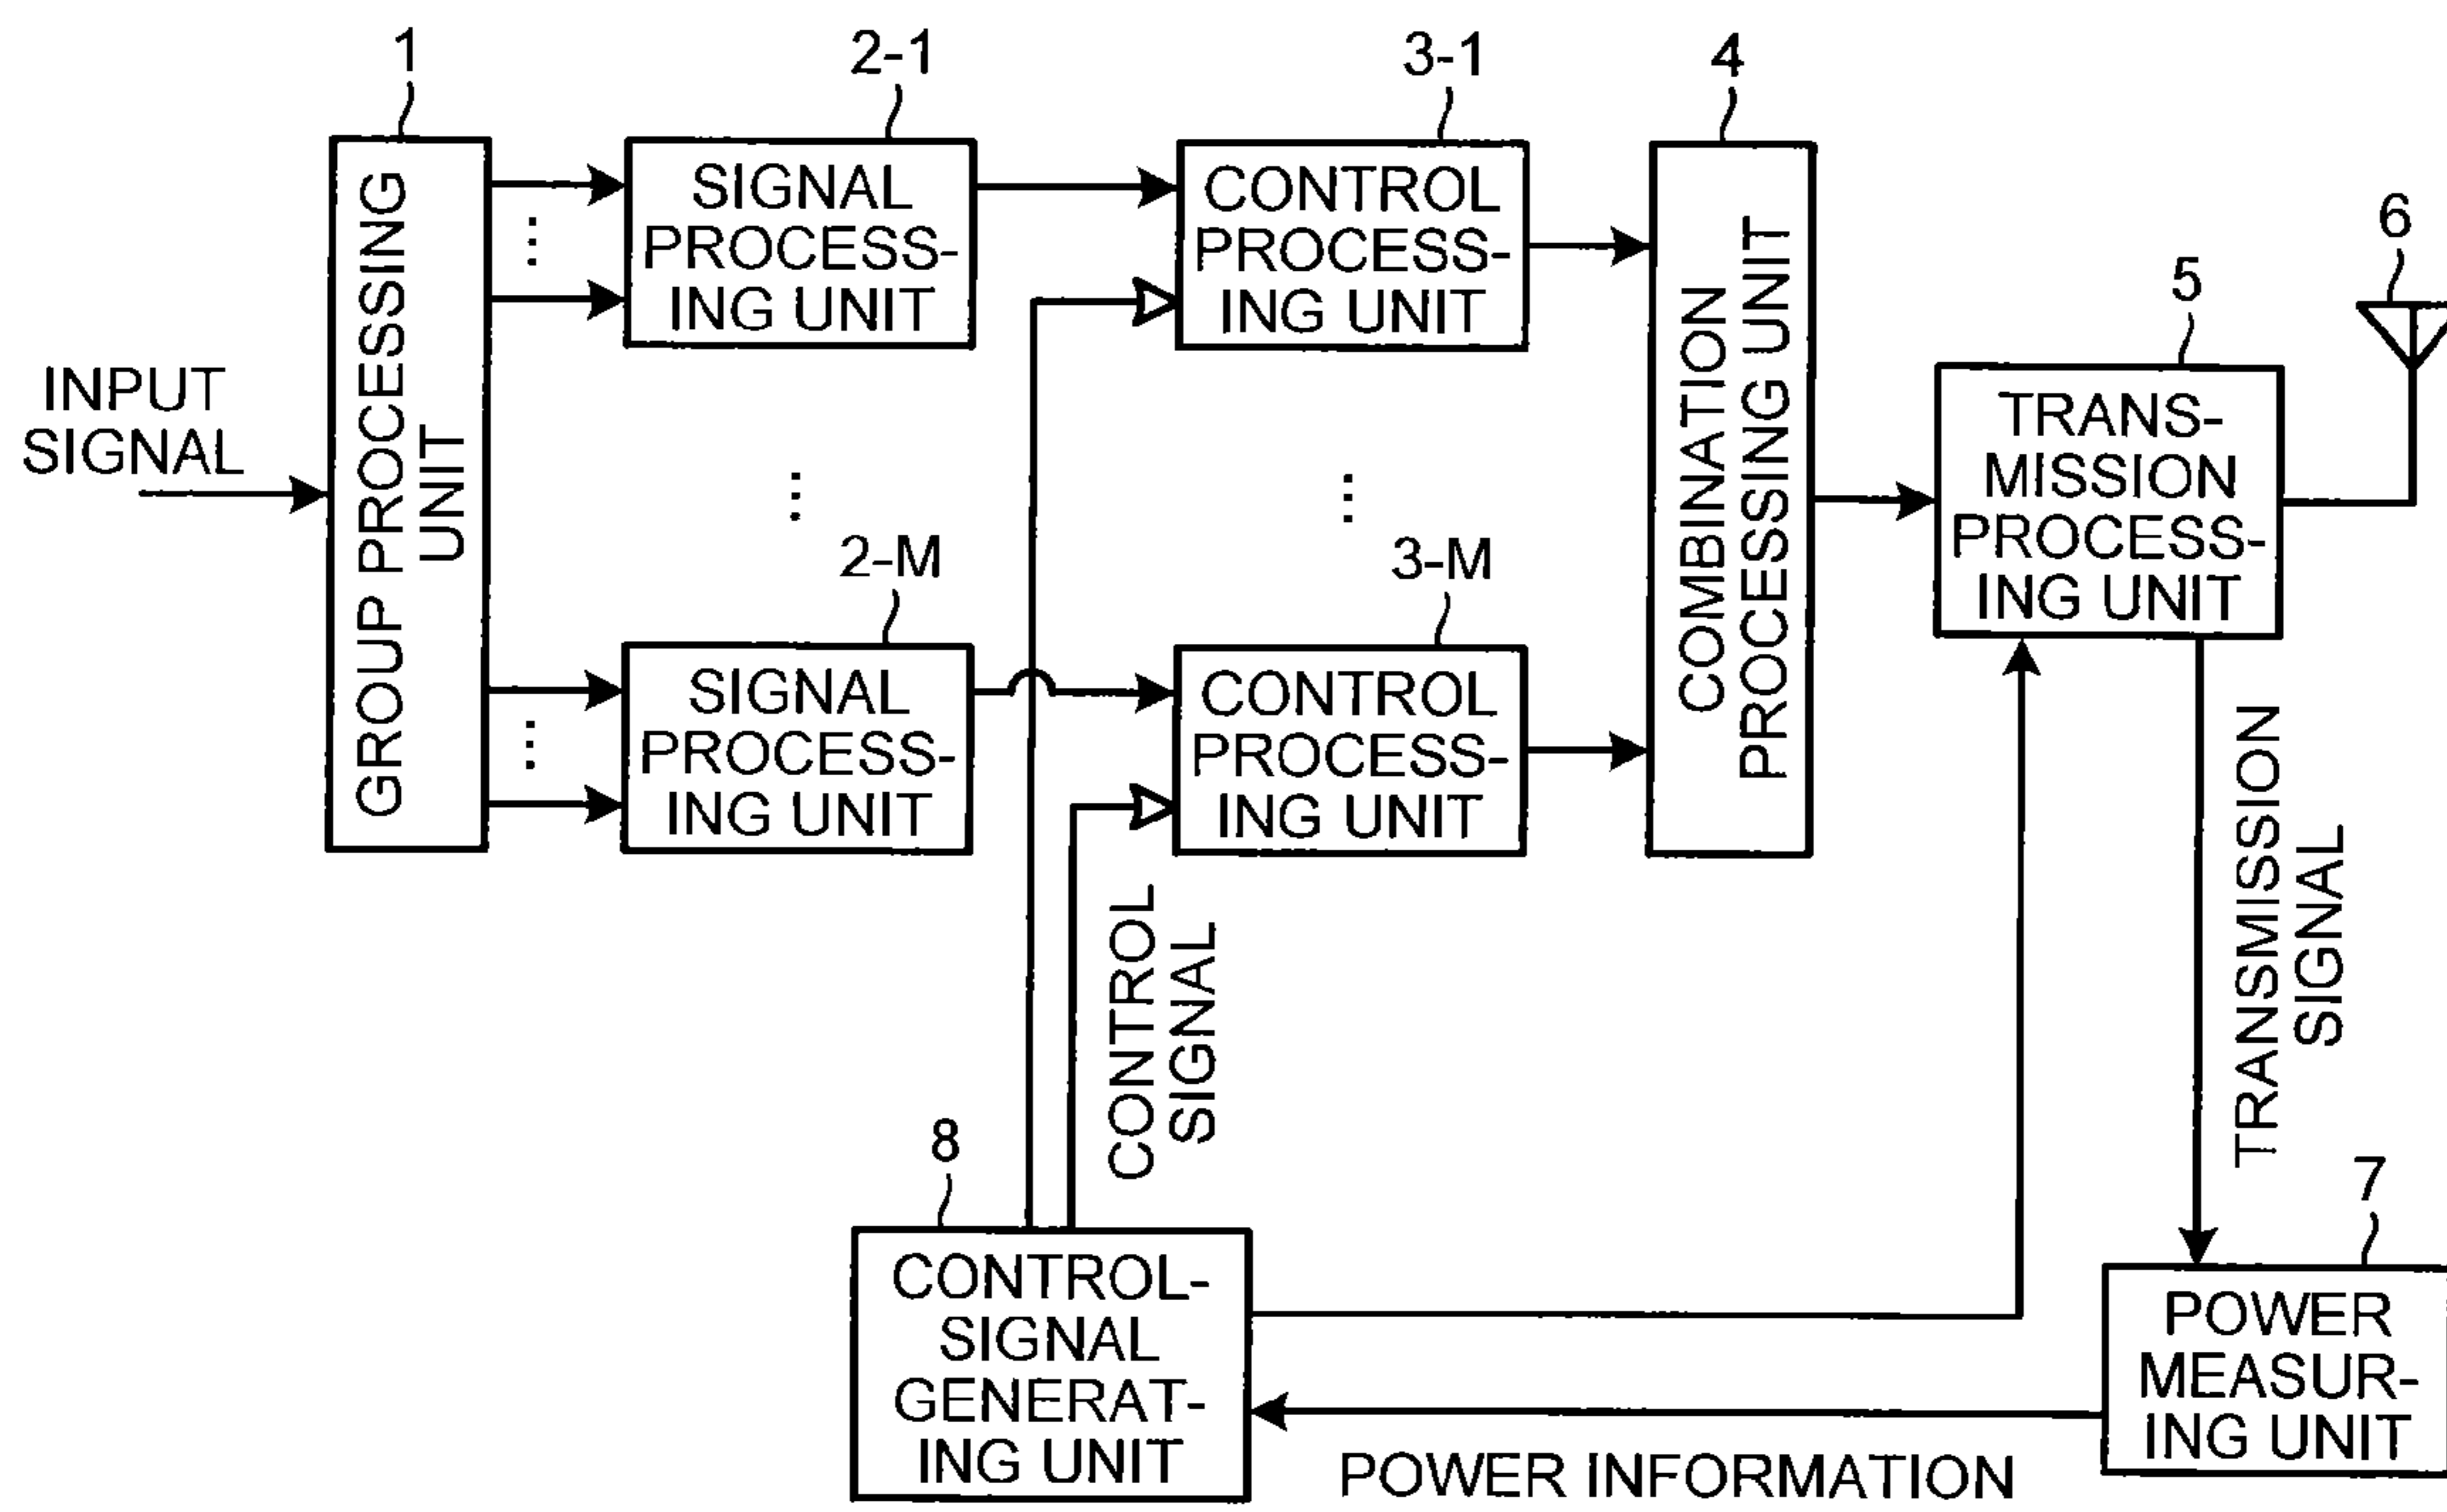 1
2-1
3-1
4
6
5
INPUT
SIGNAL
GROUP PROCESSING
UNIT
SIGNAL
PROCESS-
ING UNIT
CONTROL
PROCESS-
ING UNIT
COMBINATION
PROCESSING UNIT
TRANS-
MISSION
PROCESS-
ING UNIT
⋮
⋮
⋮
2-M
3-M
SIGNAL
PROCESS-
ING UNIT
⋮
CONTROL
PROCESS-
ING UNIT
CONTROL
SIGNAL
TRANSMISSION
SIGNAL
8
7
CONTROL-
SIGNAL
GENERAT-
ING UNIT
POWER
MEASUR-
ING UNIT
POWER INFORMATION